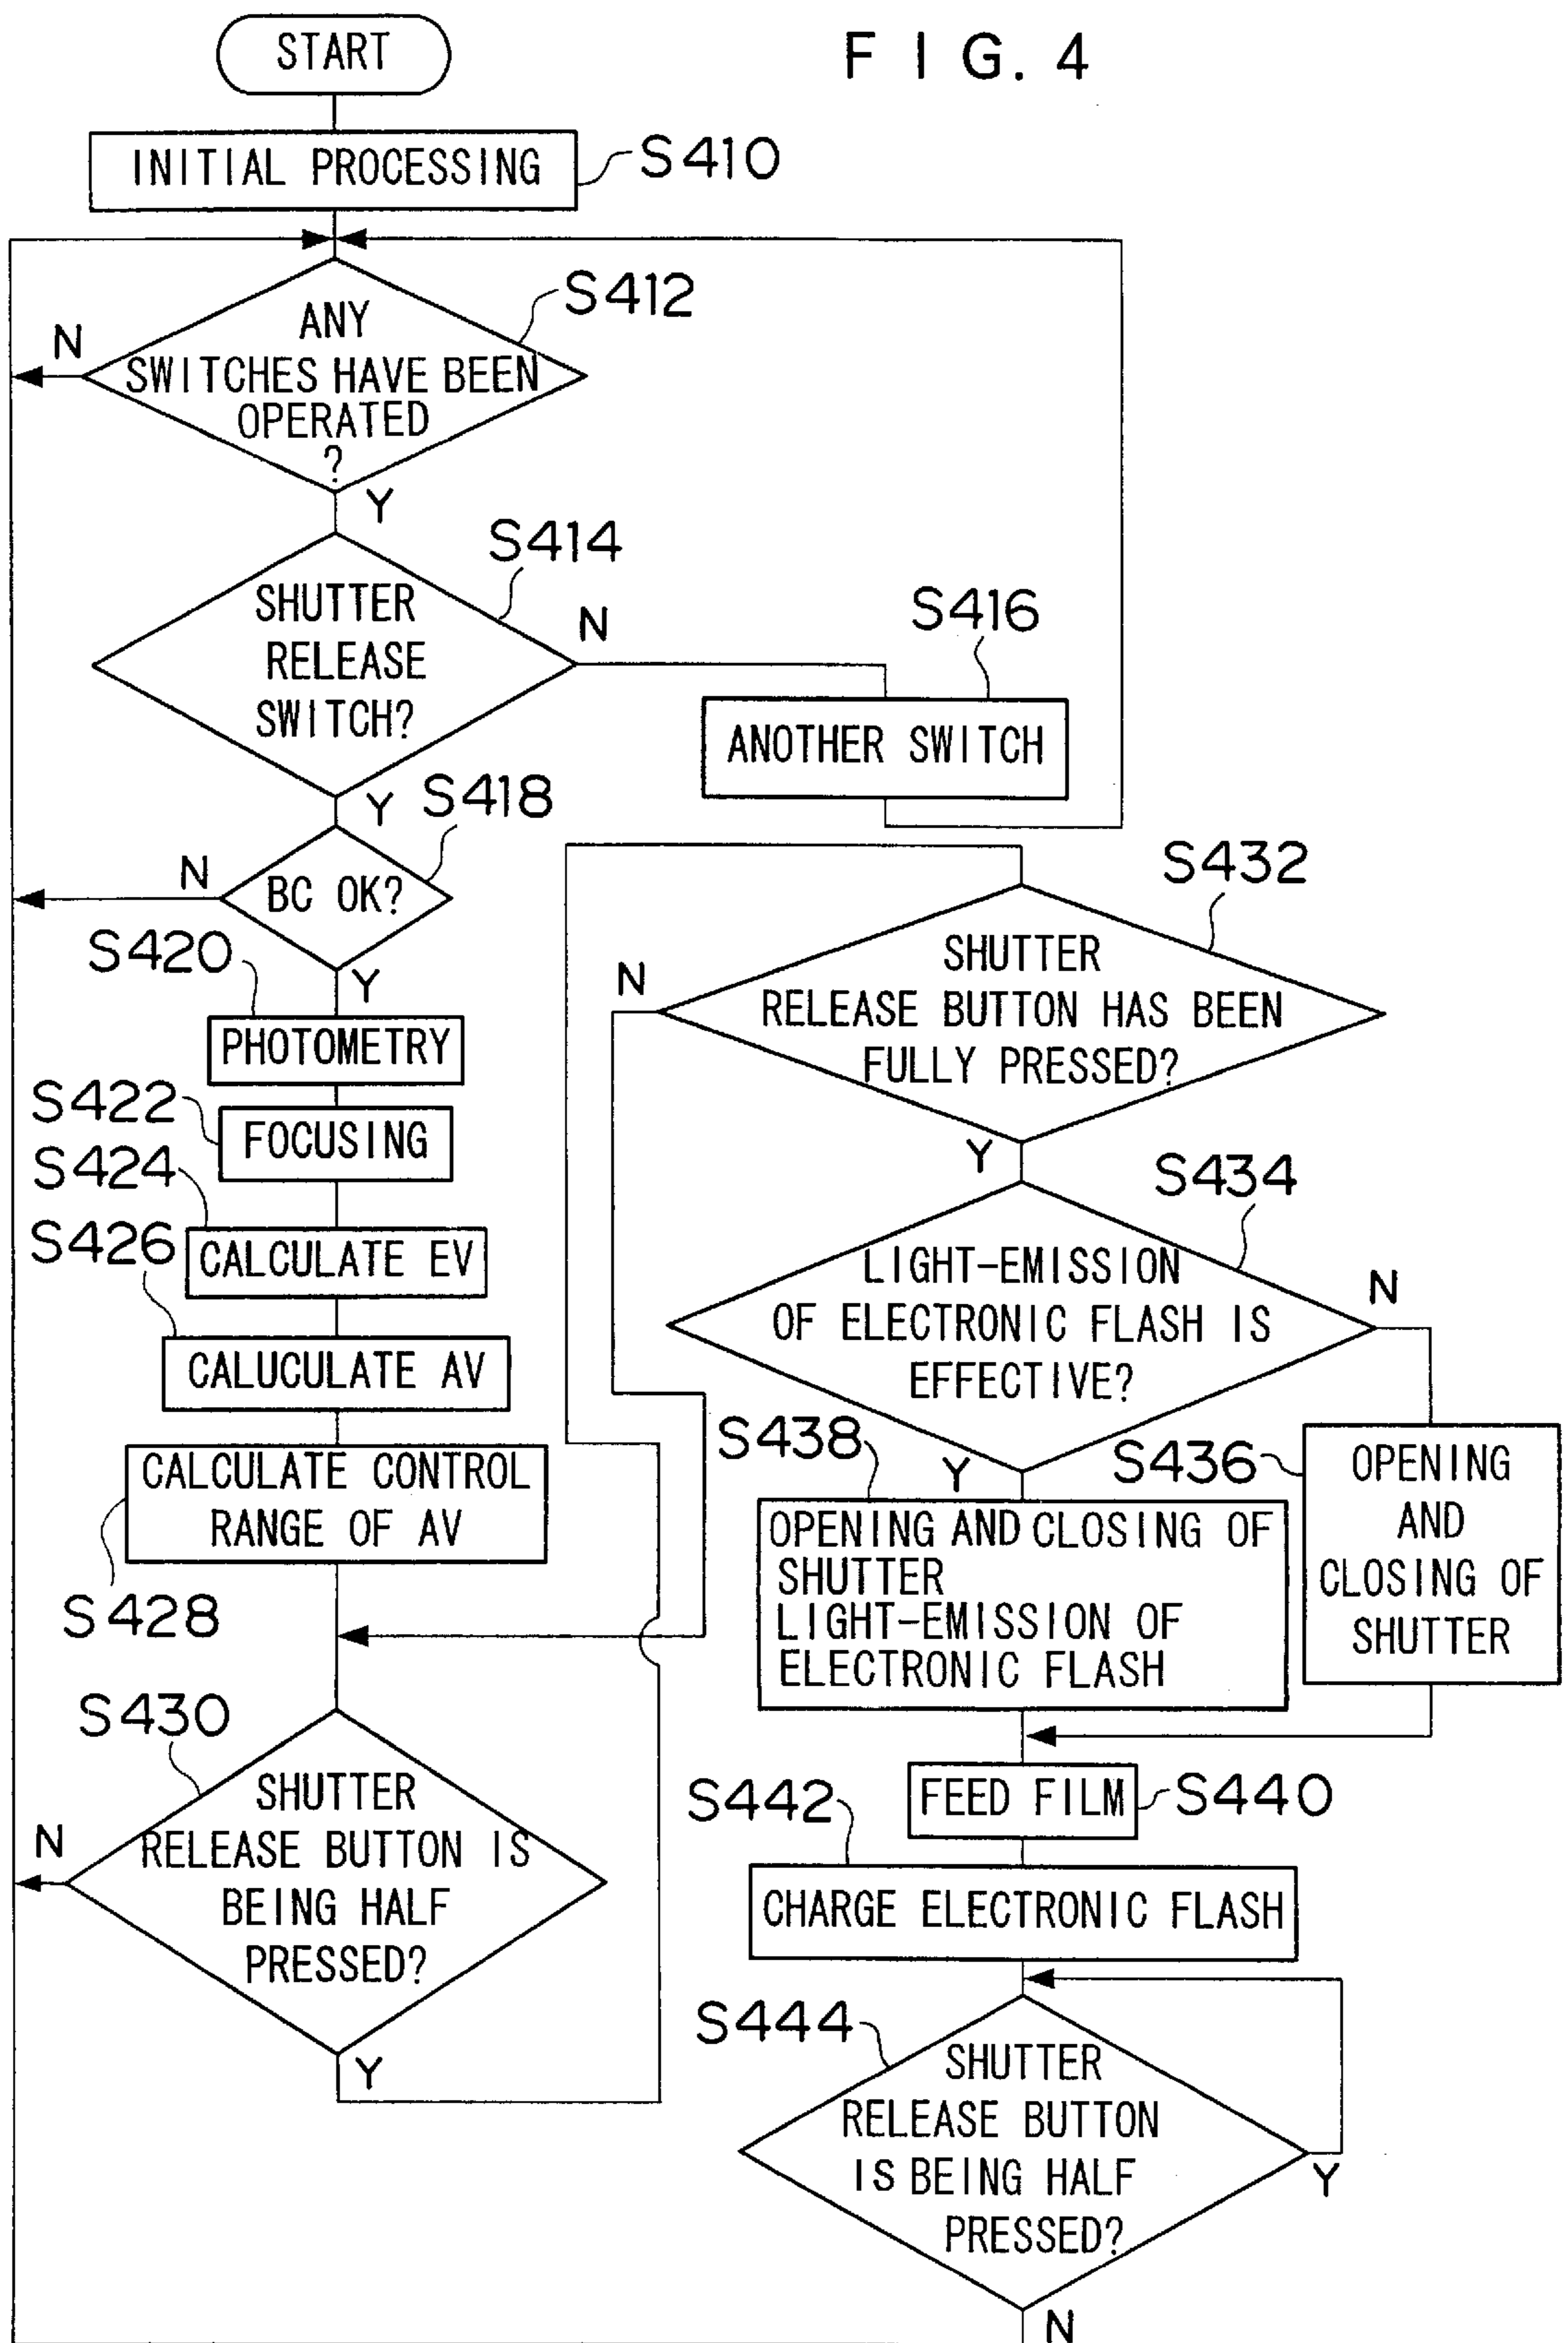 FIG. 4
START
INITIAL PROCESSING
S410
S412
ANY
SWITCHES HAVE BEEN
OPERATED
?
N
Y
S414
SHUTTER
RELEASE
SWITCH?
N
Y
S416
ANOTHER SWITCH
S418
BC OK?
N
Y
S420
PHOTOMETRY
S422
FOCUSING
S424
CALCULATE EV
S426
CALUCULATE AV
CALCULATE CONTROL
RANGE OF AV
S428
S430
SHUTTER
RELEASE BUTTON IS
BEING HALF
PRESSED?
N
Y
S432
SHUTTER
RELEASE BUTTON HAS BEEN
FULLY PRESSED?
N
Y
S434
LIGHT-EMISSION
OF ELECTRONIC FLASH IS
EFFECTIVE?
N
Y
S436
OPENING
AND
CLOSING OF
SHUTTER
S438
OPENING AND CLOSING OF
SHUTTER
LIGHT-EMISSION OF
ELECTRONIC FLASH
FEED FILM
S440
S442
CHARGE ELECTRONIC FLASH
S444
SHUTTER
RELEASE BUTTON
IS BEING HALF
PRESSED?
Y
N